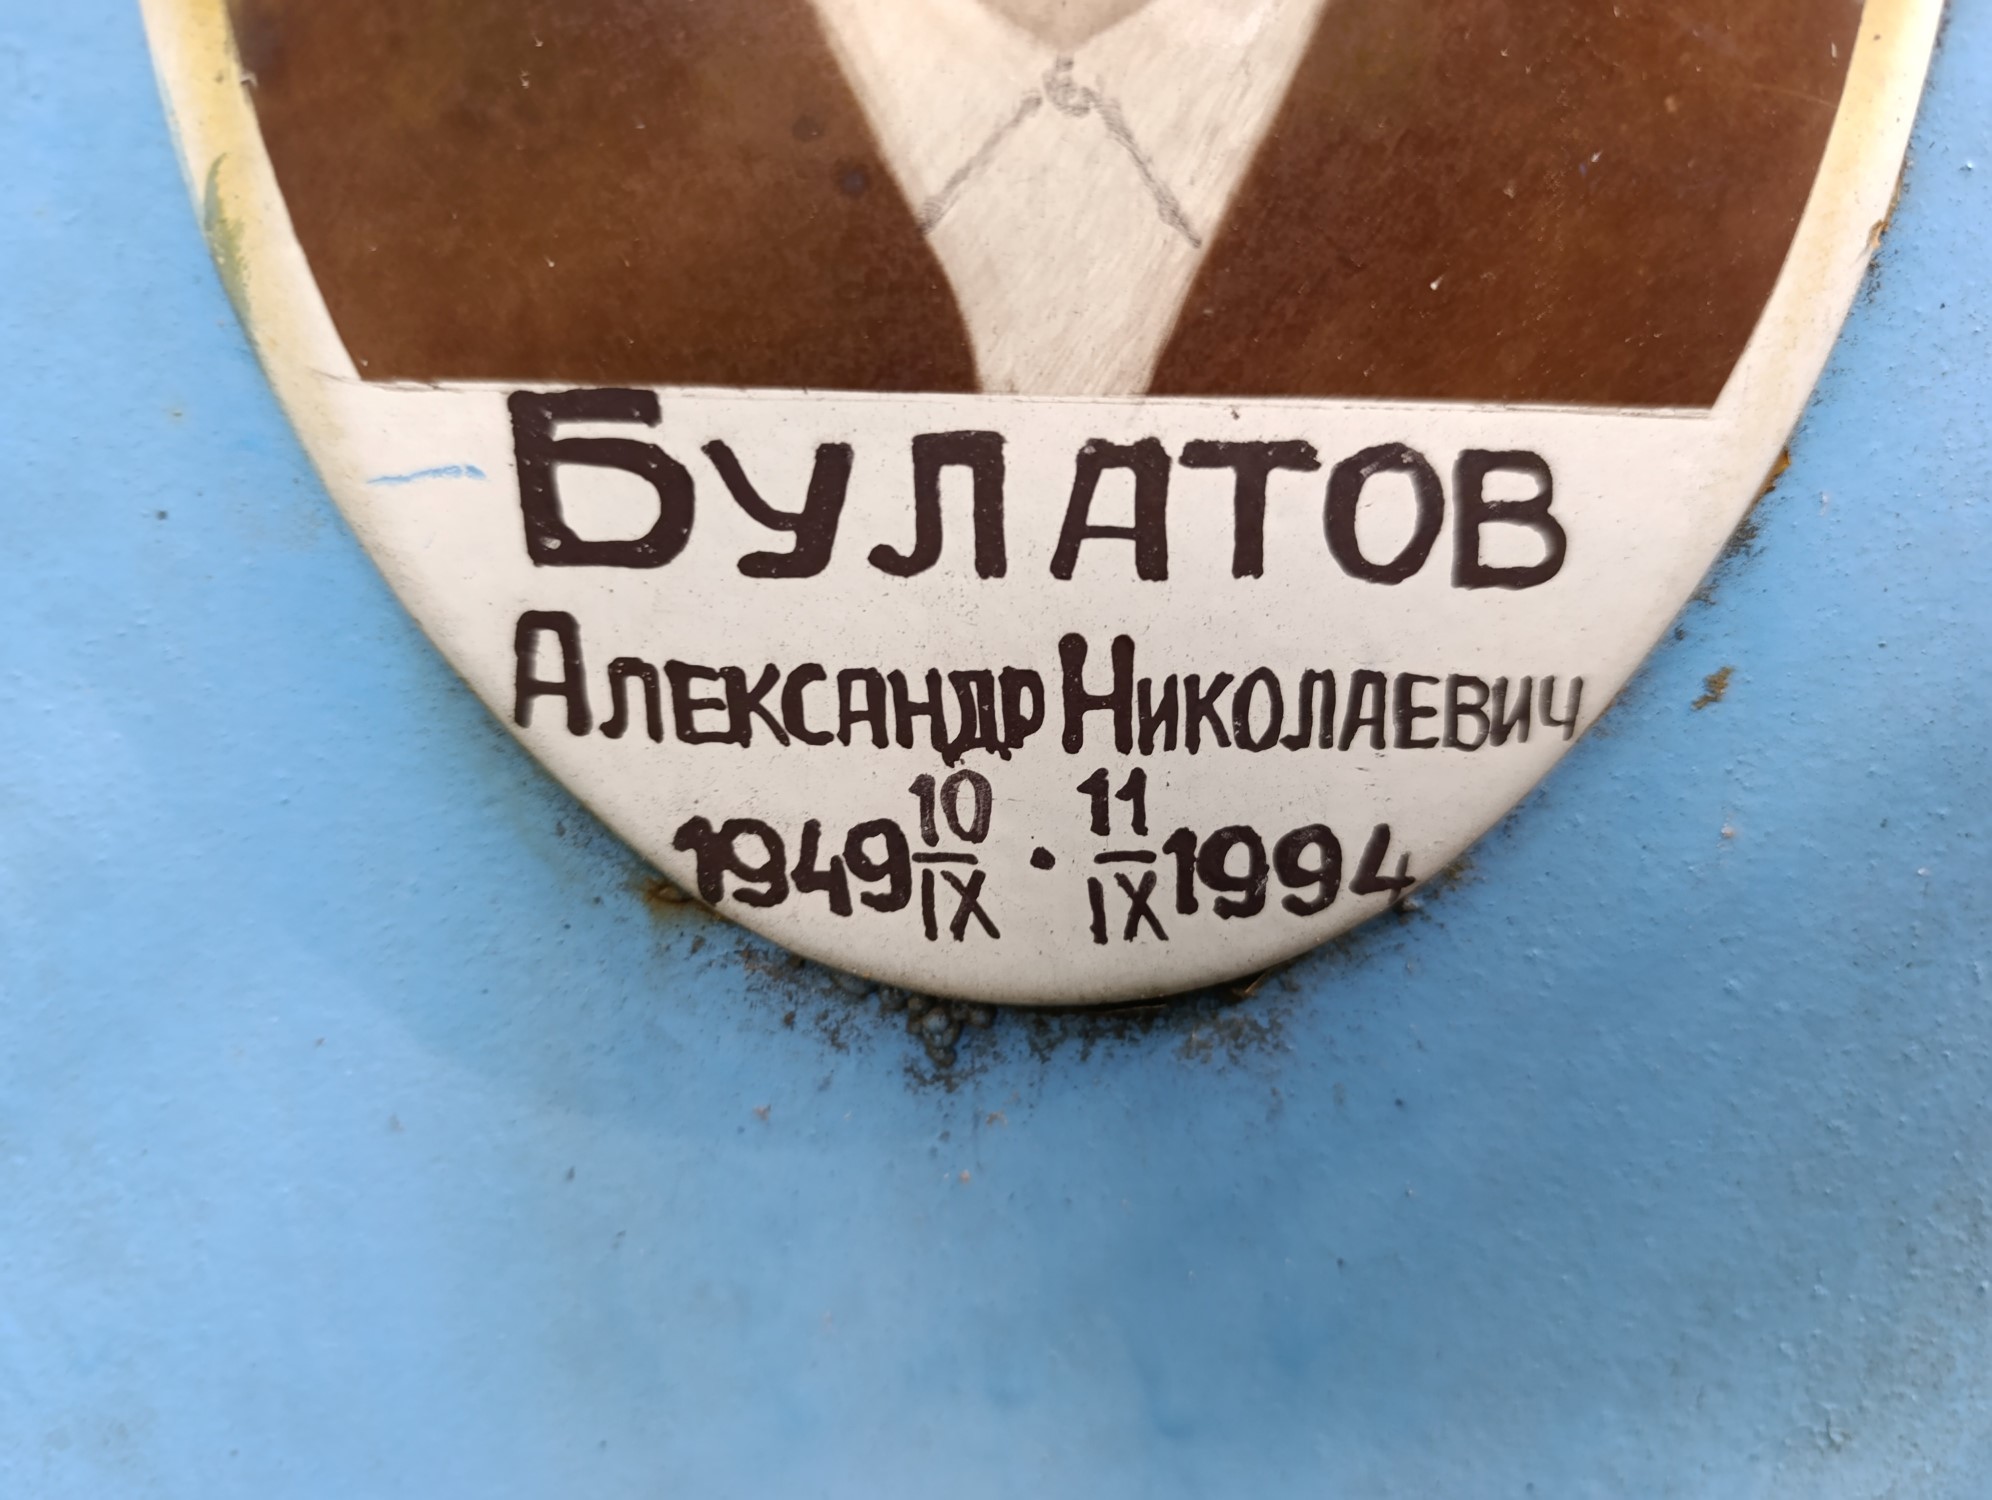 БУЛАТОВ
АЛЕКСАНДР НИКОЛАЕВИЧ
1949 10/IX · 11/IX 1994